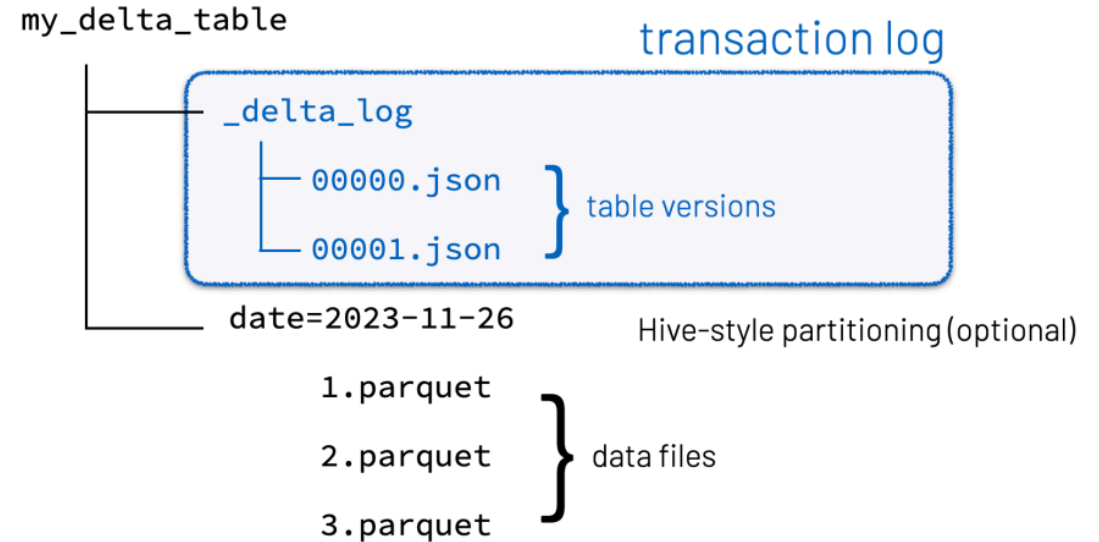 my_delta_table
transaction log
_delta_log
00000.json
table versions
00001.json
date=2023-11-26
Hive-style partitioning (optional)
1.parquet
2.parquet
data files
3.parquet